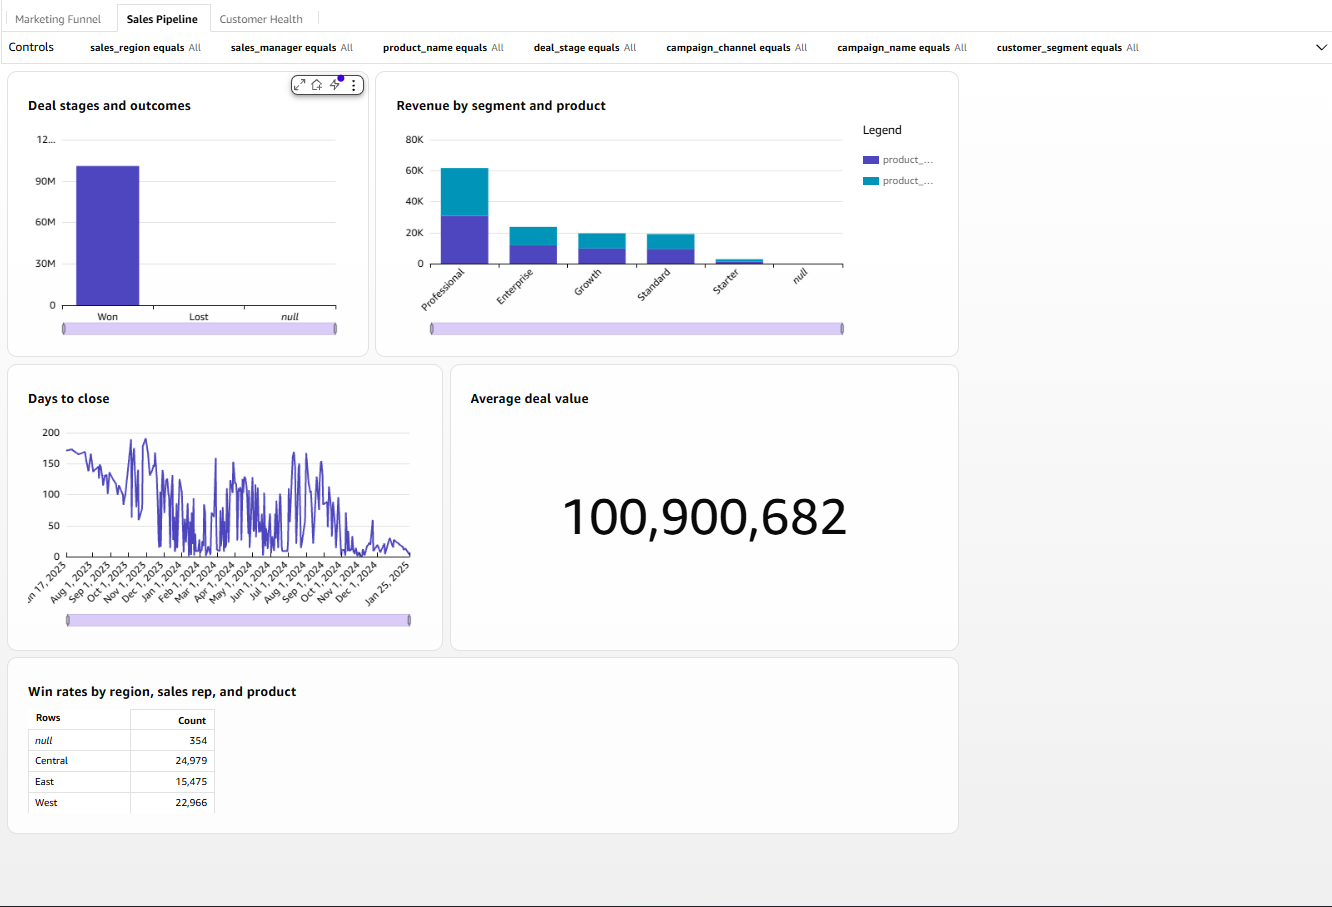 Marketing Funnel
Sales Pipeline
Customer Health
Controls
sales_region equals All
sales_manager equals All
product_name equals All
deal_stage equals All
campaign_channel equals All
campaign_name equals All
customer_segment equals All
Deal stages and outcomes
12...
90M
60M
30M
0
Won
Lost
null
Revenue by segment and product
80K
60K
40K
20K
0
Professional
Enterprise
Growth
Standard
Starter
null
Legend
product_...
product_...
Days to close
200
150
100
50
0
un 17, 2023
Aug 1, 2023
Sep 1, 2023
Oct 1, 2023
Nov 1, 2023
Dec 1, 2023
Jan 1, 2024
Feb 1, 2024
Mar 1, 2024
Apr 1, 2024
May 1, 2024
Jun 1, 2024
Jul 1, 2024
Aug 1, 2024
Sep 1, 2024
Oct 1, 2024
Nov 1, 2024
Dec 1, 2024
Jan 25, 2025
Average deal value
100,900,682
Win rates by region, sales rep, and product
Rows Count
null 354
Central 24,979
East 15,475
West 22,966